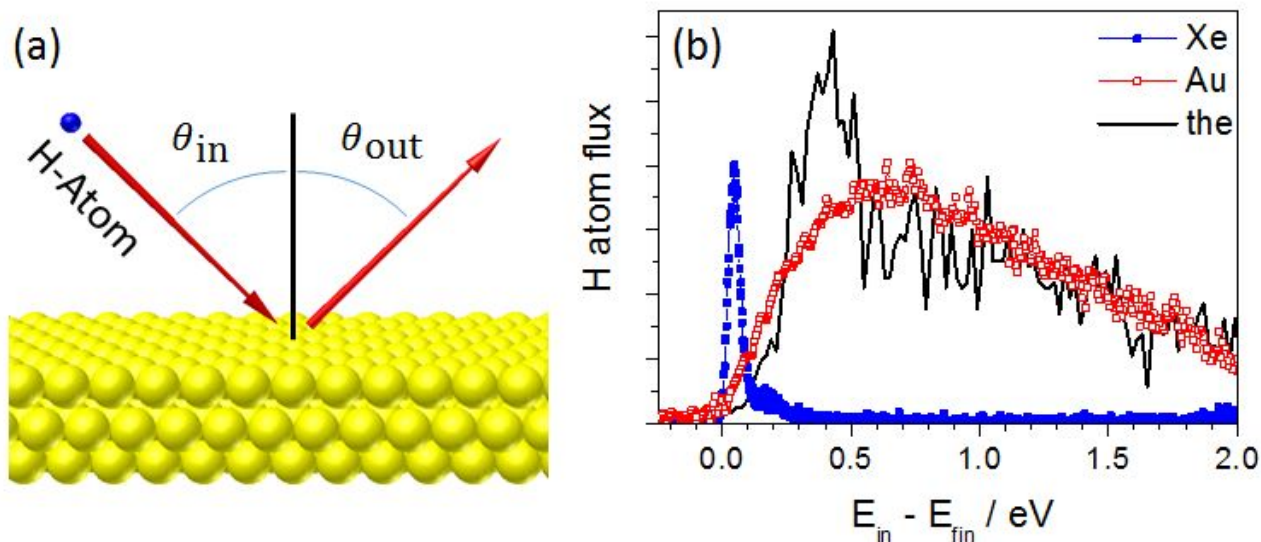 (a)
θin
θout
H-Atom
(b)
Xe
Au
the
H atom flux
0.0 0.5 1.0 1.5 2.0
Ein - Efin / eV